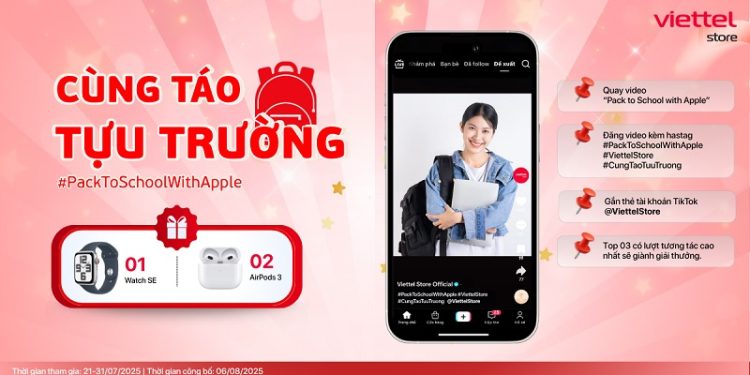 viettel
store
CÙNG TÁO
TỰU TRƯỜNG
#PackToSchoolWithApple
01
Watch SE
02
AirPods 3
LIVE
Khám phá
Bạn bè
Đã follow
Đề xuất
Viettel Store Official
#PackToSchoolWithApple #ViettelStore
#CungTaoTuuTruong
Trang chủ
Cửa hàng
Hộp thư
Hồ sơ
Quay video
“Pack to School with Apple”
Đăng video kèm hastag
#PackToSchoolWithApple
#ViettelStore
#CungTaoTuuTruong
Gắn thẻ tài khoản TikTok
@ViettelStore
Top 03 có lượt tương tác cao
nhất sẽ giành giải thưởng.
Thời gian tham gia: 21-31/07/2025 | Thời gian công bố: 06/08/2025